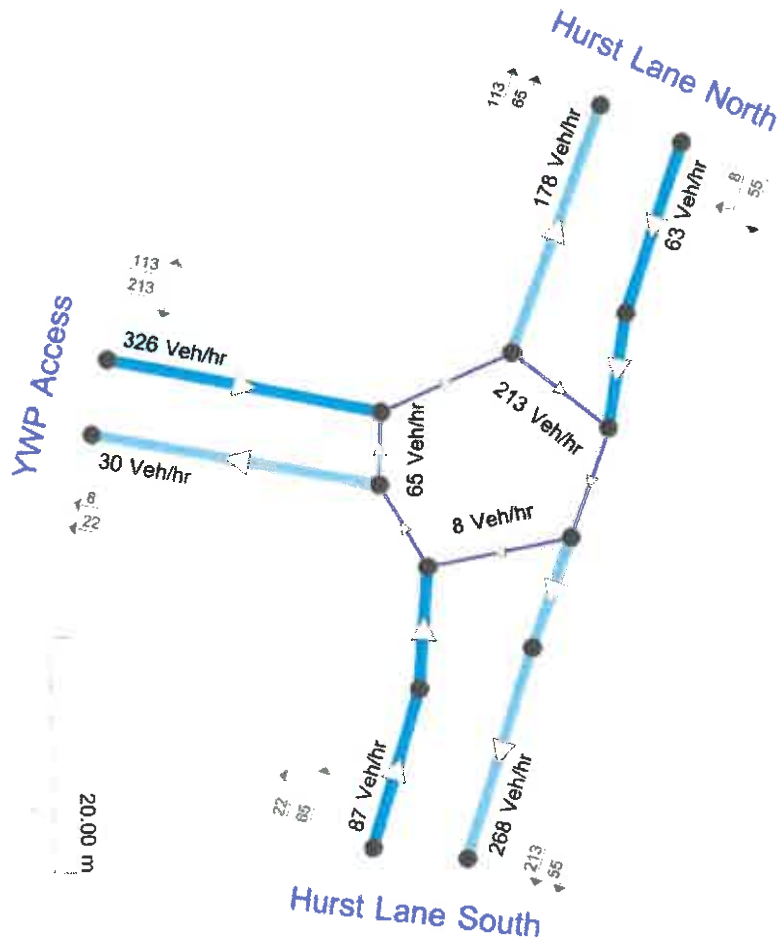 Hurst Lane North
113
65
178 Veh/hr
63 Veh/hr
8
55
113
213
YWP Access
326 Veh/hr
213 Veh/hr
65 Veh/hr
30 Veh/hr
8
22
8 Veh/hr
20.00 m
22
65
87 Veh/hr
268 Veh/hr
213
55
Hurst Lane South